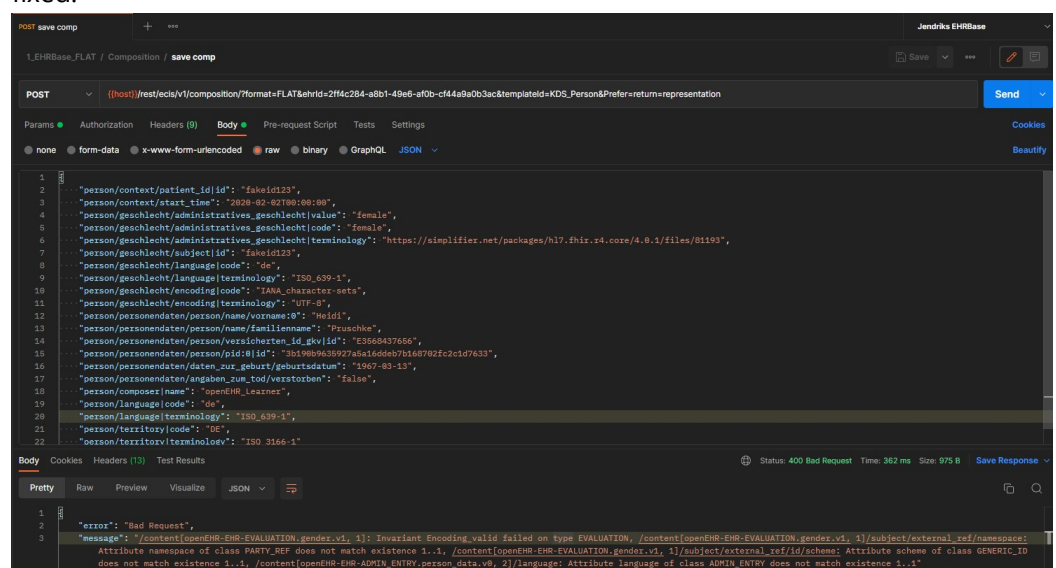 fixed.
POST save comp
Jendriks EHRBase
1_EHRBase_FLAT / Composition / save comp
Save
POST {{host}}/rest/ecis/v1/composition/?format=FLAT&ehrId=2ff4c284-a8b1-49e6-af0b-cf44a9a0b3ac&templateId=KDS_Person&Prefer=return=representation Send
Params Authorization Headers (9) Body Pre-request Script Tests Settings Cookies
none form-data x-www-form-urlencoded raw binary GraphQL JSON Beautify
1 {
2 "person/context/patient_id|id": "fakeid123",
3 "person/context/start_time": "2020-02-02T00:00:00",
4 "person/geschlecht/administratives_geschlecht|value": "female",
5 "person/geschlecht/administratives_geschlecht|code": "female",
6 "person/geschlecht/administratives_geschlecht|terminology": "https://simplifier.net/packages/hl7.fhir.r4.core/4.0.1/files/81193",
7 "person/geschlecht/subject|id": "fakeid123",
8 "person/geschlecht/language|code": "de",
9 "person/geschlecht/language|terminology": "ISO_639-1",
10 "person/geschlecht/encoding|code": "IANA_character-sets",
11 "person/geschlecht/encoding|terminology": "UTF-8",
12 "person/personendaten/person/name/vorname:0": "Heidi",
13 "person/personendaten/person/name/familienname": "Pruschke",
14 "person/personendaten/person/versicherten_id_gkv|id": "E3568437656",
15 "person/personendaten/person/pid:0|id": "3b190b9635927a5a16ddeb7b168702fc2c1d7633",
16 "person/personendaten/daten_zur_geburt/geburtsdatum": "1967-03-13",
17 "person/personendaten/angaben_zum_tod/verstorben": "false",
18 "person/composer|name": "openEHR_Learner",
19 "person/language|code": "de",
20 "person/language|terminology": "ISO_639-1",
21 "person/territory|code": "DE",
22 "person/territory|terminology": "ISO 3166-1"
Body Cookies Headers (13) Test Results Status: 400 Bad Request Time: 362 ms Size: 975 B Save Response
Pretty Raw Preview Visualize JSON
1 {
2 "error": "Bad Request",
3 "message": "/content[openEHR-EHR-EVALUATION.gender.v1, 1]: Invariant Encoding_valid failed on type EVALUATION, /content[openEHR-EHR-EVALUATION.gender.v1, 1]/subject/external_ref/namespace:
Attribute namespace of class PARTY_REF does not match existence 1..1, /content[openEHR-EHR-EVALUATION.gender.v1, 1]/subject/external_ref/id/scheme: Attribute scheme of class GENERIC_ID
does not match existence 1..1, /content[openEHR-EHR-ADMIN_ENTRY.person_data.v0, 2]/language: Attribute language of class ADMIN_ENTRY does not match existence 1..1"